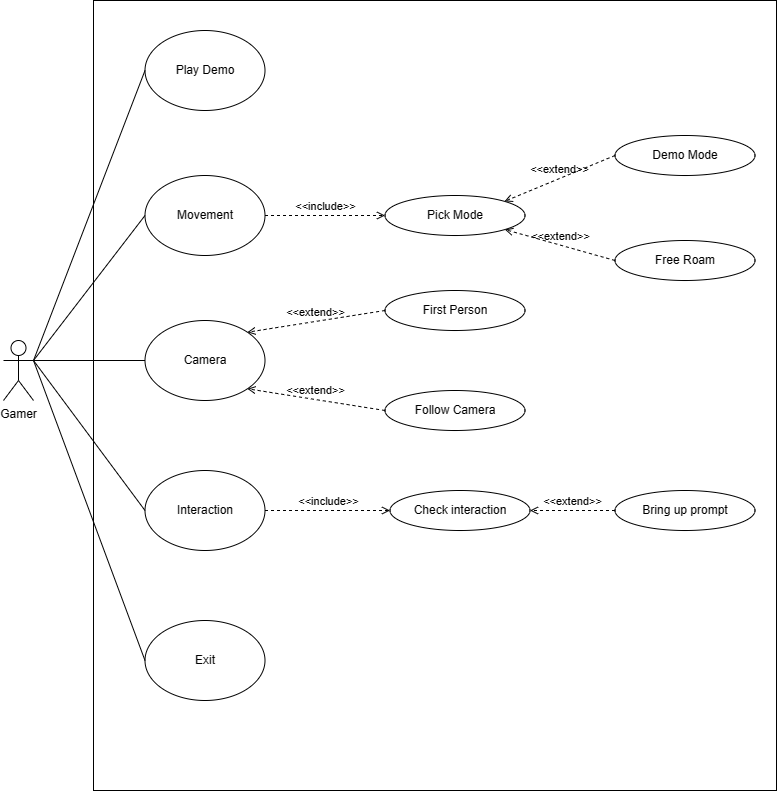 Play Demo
Demo Mode
<<extend>>
Movement
<<include>>
Pick Mode
<<extend>>
Free Roam
First Person
<<extend>>
Camera
<<extend>>
Follow Camera
Gamer
Interaction
<<include>>
Check interaction
<<extend>>
Bring up prompt
Exit